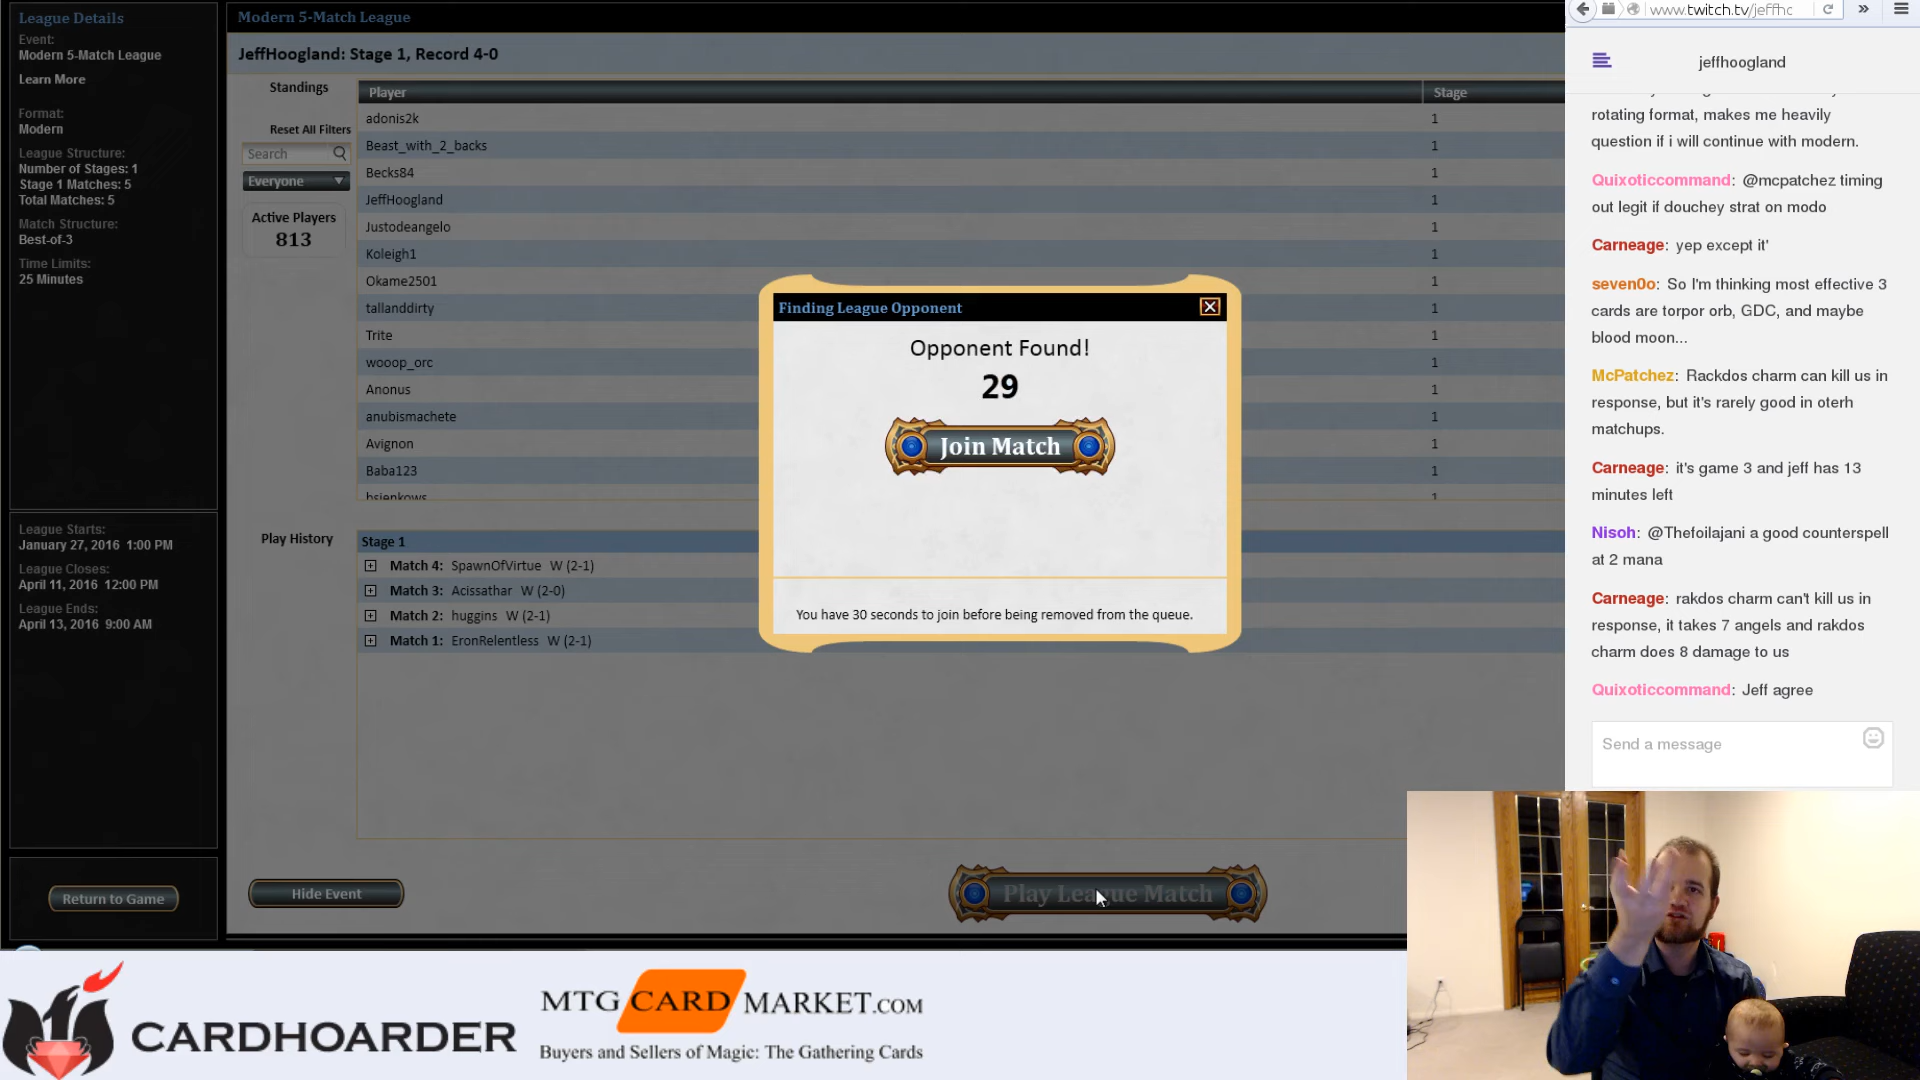 League Details
Event:
Modern 5-Match League
Learn More
Format:
Modern
League Structure:
Number of Stages: 1
Stage 1 Matches: 5
Total Matches: 5
Match Structure:
Best-of-3
Time Limits:
25 Minutes
League Starts:
January 27, 2016 1:00 PM
League Closes:
April 11, 2016 12:00 PM
League Ends:
April 13, 2016 9:00 AM
Return to Game
Modern 5-Match League
JeffHoogland: Stage 1, Record 4-0
Standings
Reset All Filters
Search
Everyone
Active Players
813
Player Stage
adonis2k 1
Beast_with_2_backs 1
Becks84 1
JeffHoogland 1
Justodeangelo 1
Koleigh1 1
Okame2501 1
tallanddirty 1
Trite 1
wooop_orc 1
Anonus 1
anubismachete 1
Avignon 1
Baba123 1
bsienkows 1
Play History
Stage 1
Match 4: SpawnOfVirtue W (2-1)
Match 3: Acissathar W (2-0)
Match 2: huggins W (2-1)
Match 1: EronRelentless W (2-1)
Hide Event
Play League Match
Finding League Opponent
Opponent Found!
29
Join Match
You have 30 seconds to join before being removed from the queue.
www.twitch.tv/jeffhc
jeffhoogland
rotating format, makes me heavily
question if i will continue with modern.
Quixoticcommand: @mcpatchez timing
out legit if douchey strat on modo
Carneage: yep except it'
seven0o: So I'm thinking most effective 3
cards are torpor orb, GDC, and maybe
blood moon...
McPatchez: Rackdos charm can kill us in
response, but it's rarely good in oterh
matchups.
Carneage: it's game 3 and jeff has 13
minutes left
Nisoh: @Thefoilajani a good counterspell
at 2 mana
Carneage: rakdos charm can't kill us in
response, it takes 7 angels and rakdos
charm does 8 damage to us
Quixoticcommand: Jeff agree
Send a message
CARDHOARDER
MTG CARD MARKET.COM
Buyers and Sellers of Magic: The Gathering Cards